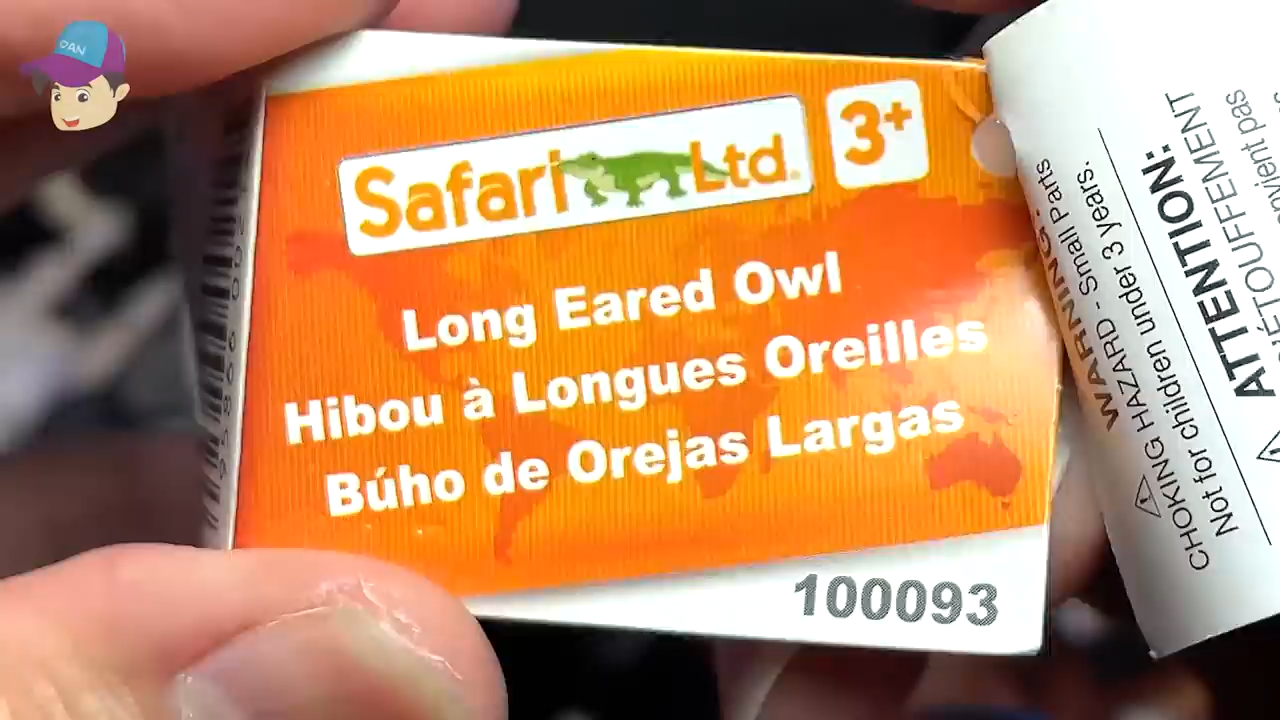 DAN
Safari Ltd.
3+
Long Eared Owl
Hibou à Longues Oreilles
Búho de Orejas Largas
100093
WARNING:
CHOKING HAZARD - Small Parts
Not for children under 3 years.
ATTENTION:
D'ÉTOUFFEMENT
pas